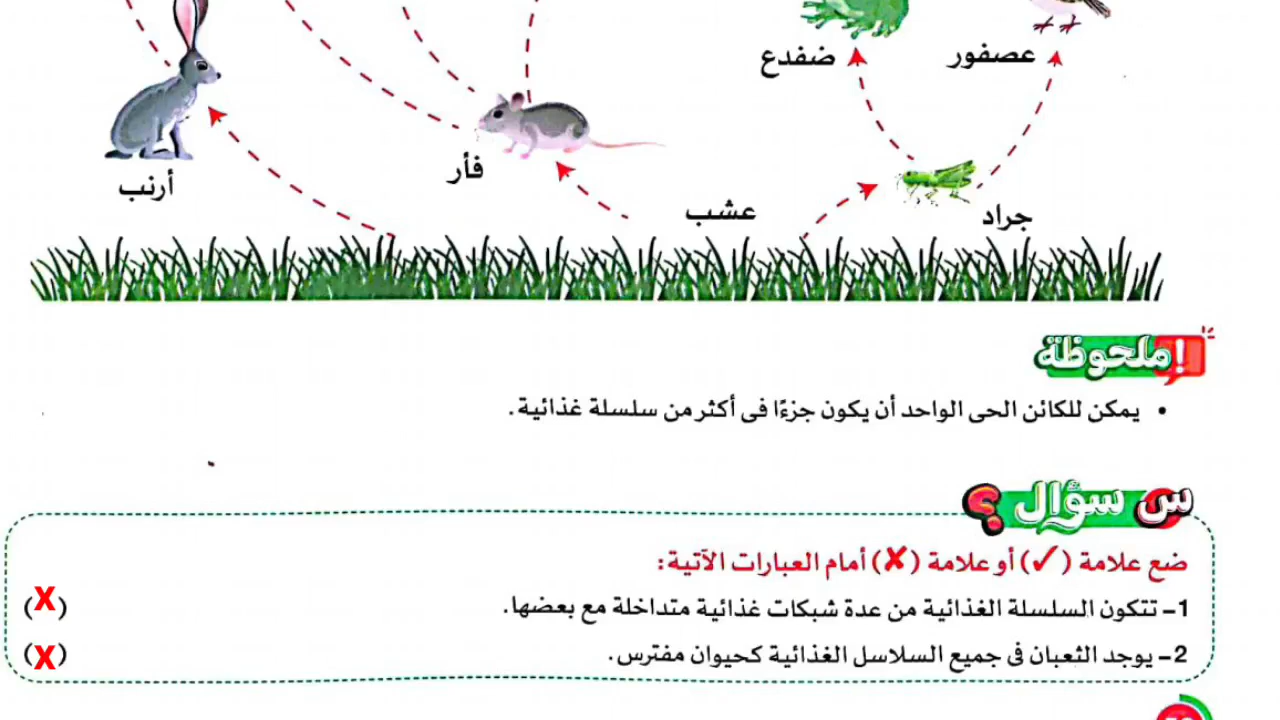 ضفدع
عصفور
أرنب
فأر
عشب
جراد
ملحوظة!
• يمكن للكائن الحى الواحد أن يكون جزءًا فى أكثر من سلسلة غذائية.
س سؤال ؟
ضع علامة (✓) أو علامة (✗) أمام العبارات الآتية:
1- تتكون السلسلة الغذائية من عدة شبكات غذائية متداخلة مع بعضها. (X)
2- يوجد الثعبان فى جميع السلاسل الغذائية كحيوان مفترس. (X)